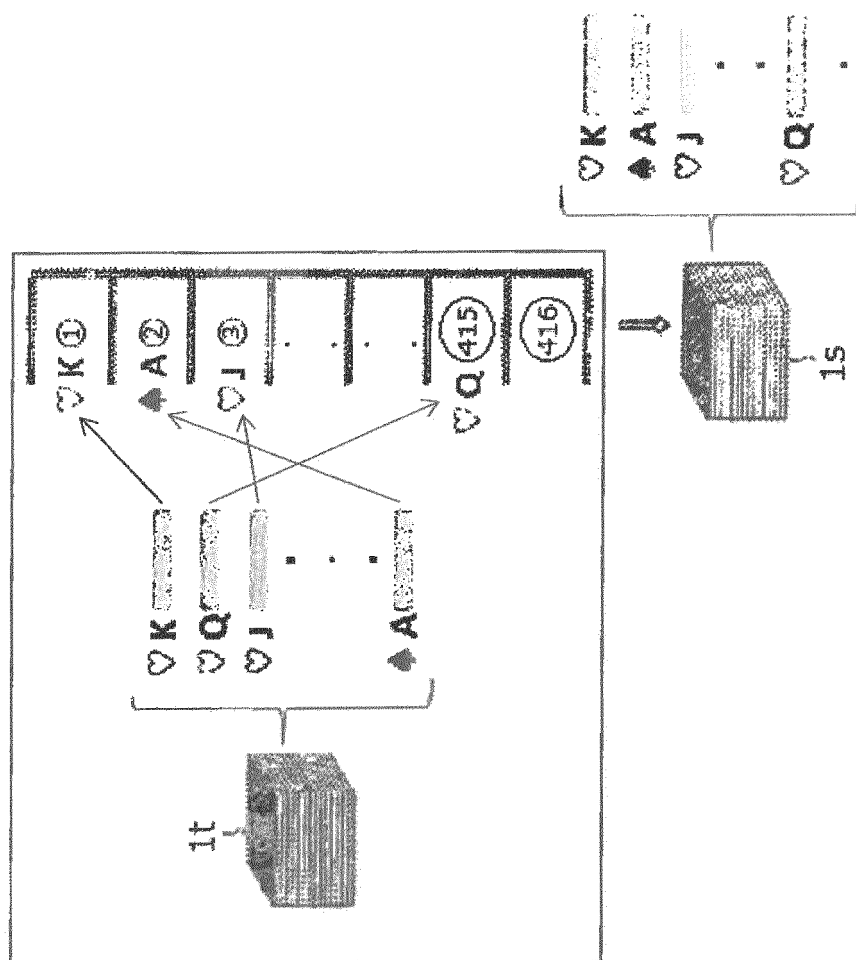 1t
♡K
♡Q
♡J
♠A
♡K ①
♠A ②
♡J ③
♡Q 415
416
1s
♡K
♠A
♡J
♡Q